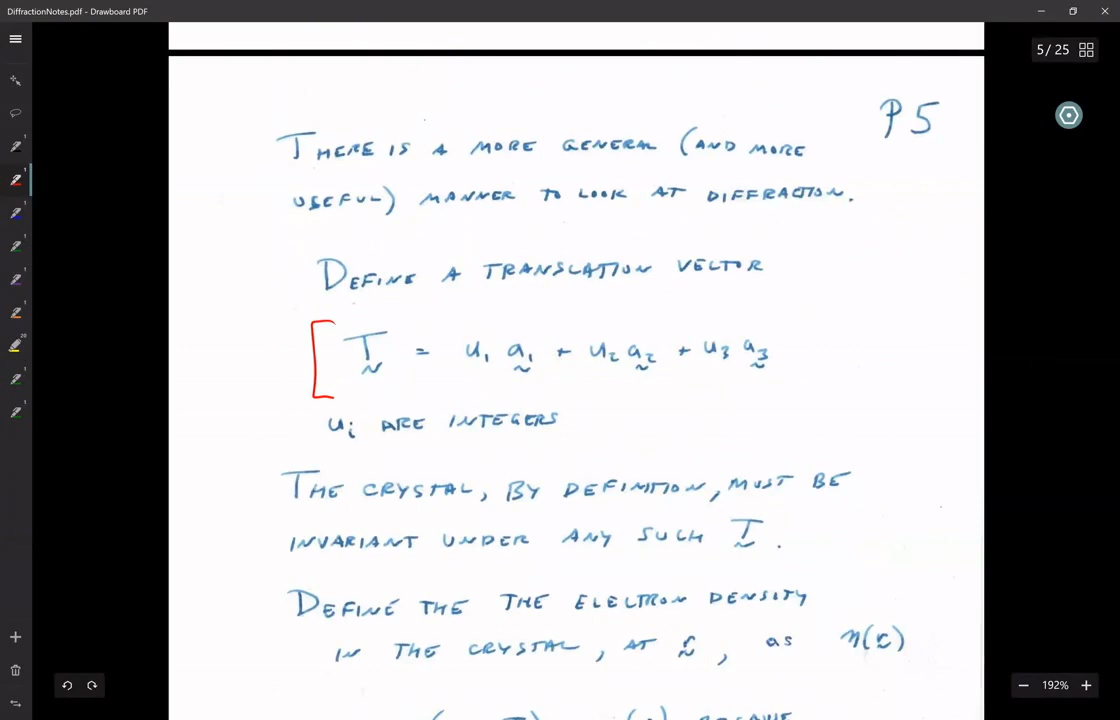 DiffractionNotes.pdf - Drawboard PDF
5 / 25
P5
THERE IS A MORE GENERAL (AND MORE
USEFUL) MANNER TO LOOK AT DIFFRACTION.
DEFINE A TRANSLATION VECTOR
T = u₁ a₁ + u₂ a₂ + u₃ a₃
uᵢ ARE INTEGERS
THE CRYSTAL, BY DEFINITION, MUST BE
INVARIANT UNDER ANY SUCH T.
DEFINE THE THE ELECTRON DENSITY
IN THE CRYSTAL, AT r, as n(r)
192%